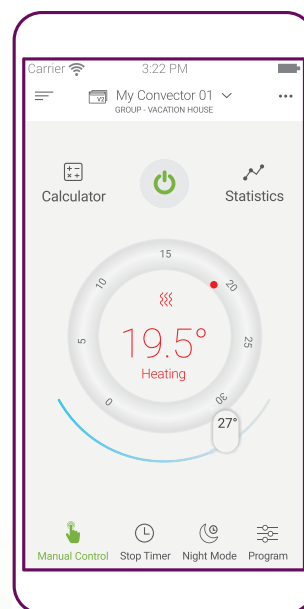 Carrier 3:22 PM
V2 My Convector 01
GROUP - VACATION HOUSE
Calculator
Statistics
15
10
20
5
25
0
30
19.5°
Heating
27°
Manual Control Stop Timer Night Mode Program